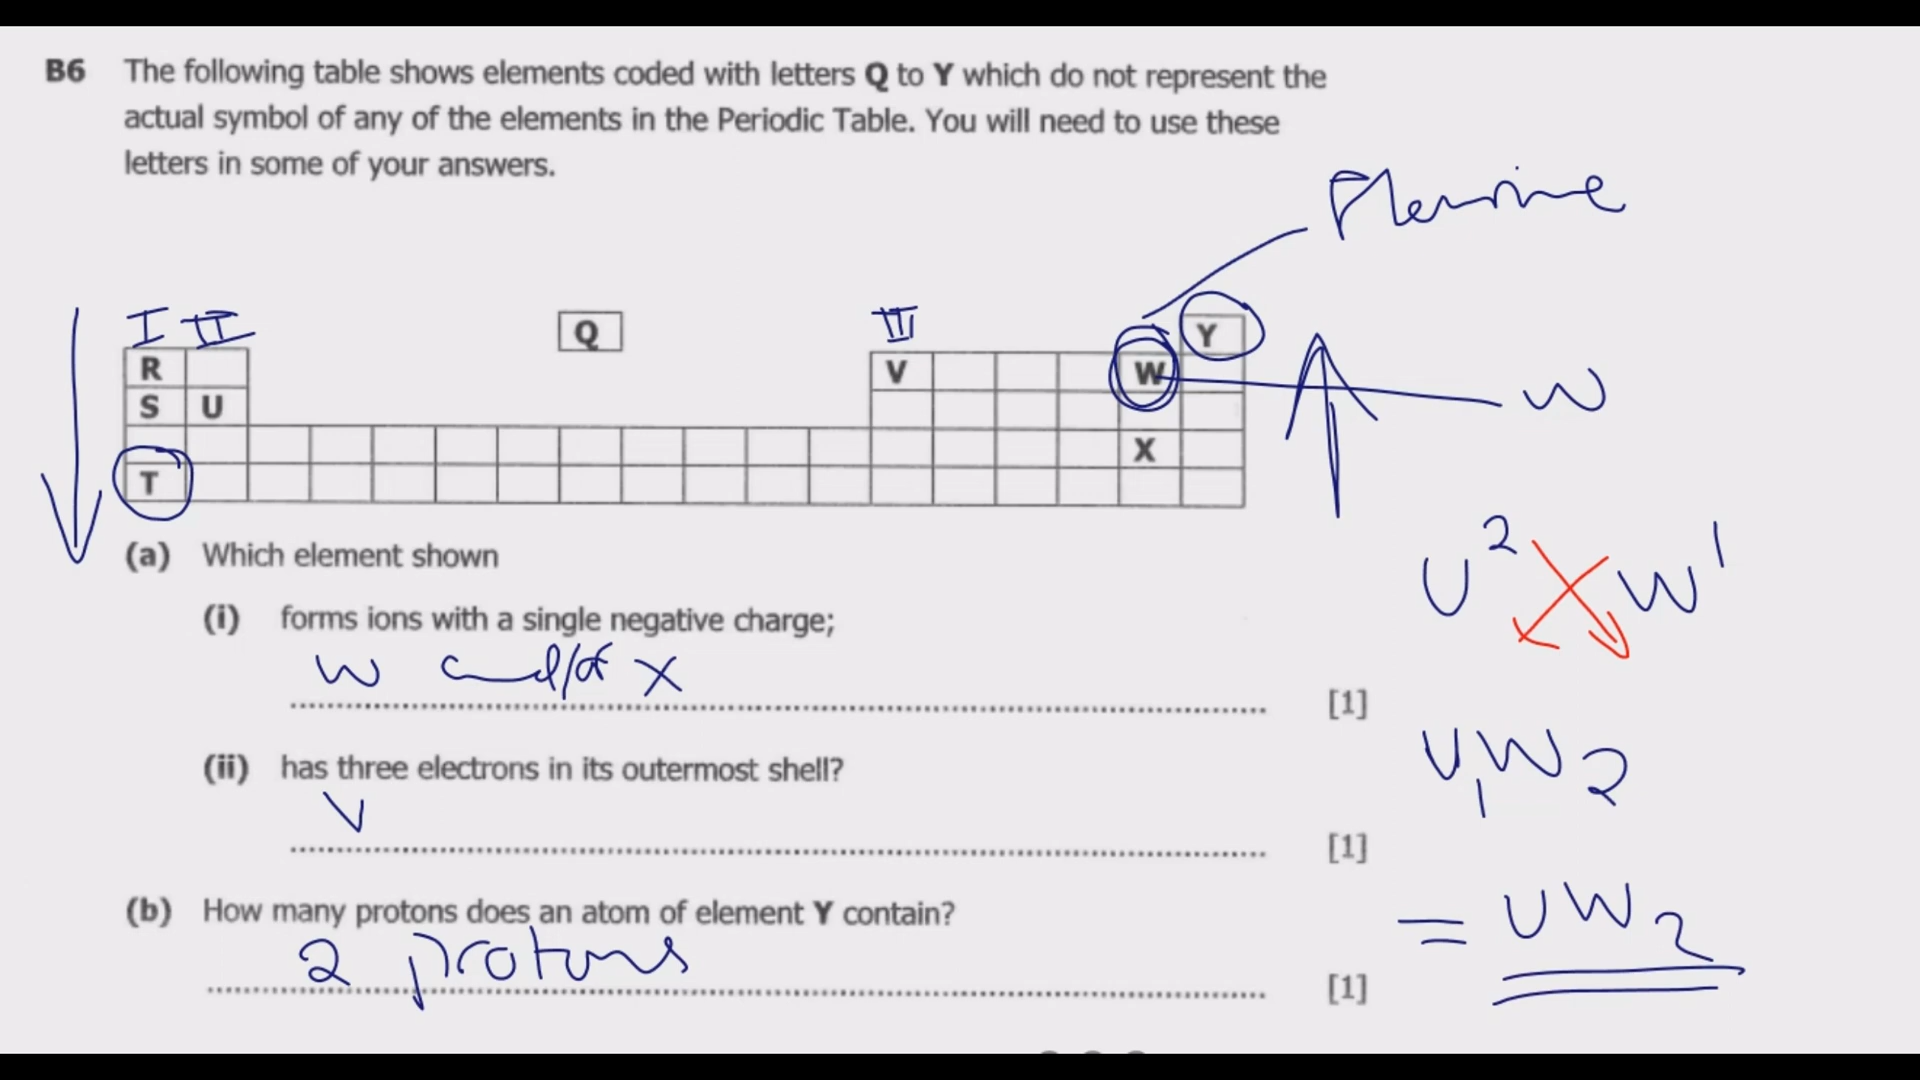 B6 The following table shows elements coded with letters Q to Y which do not represent the
actual symbol of any of the elements in the Periodic Table. You will need to use these
letters in some of your answers.
I II Q III Y
R V W W
S U
X
T
(a) Which element shown
U² W¹
(i) forms ions with a single negative charge;
W and/or X
[1]
(ii) has three electrons in its outermost shell?
U₁W₂
V
[1]
(b) How many protons does an atom of element Y contain?
= UW₂
2 protons
[1]